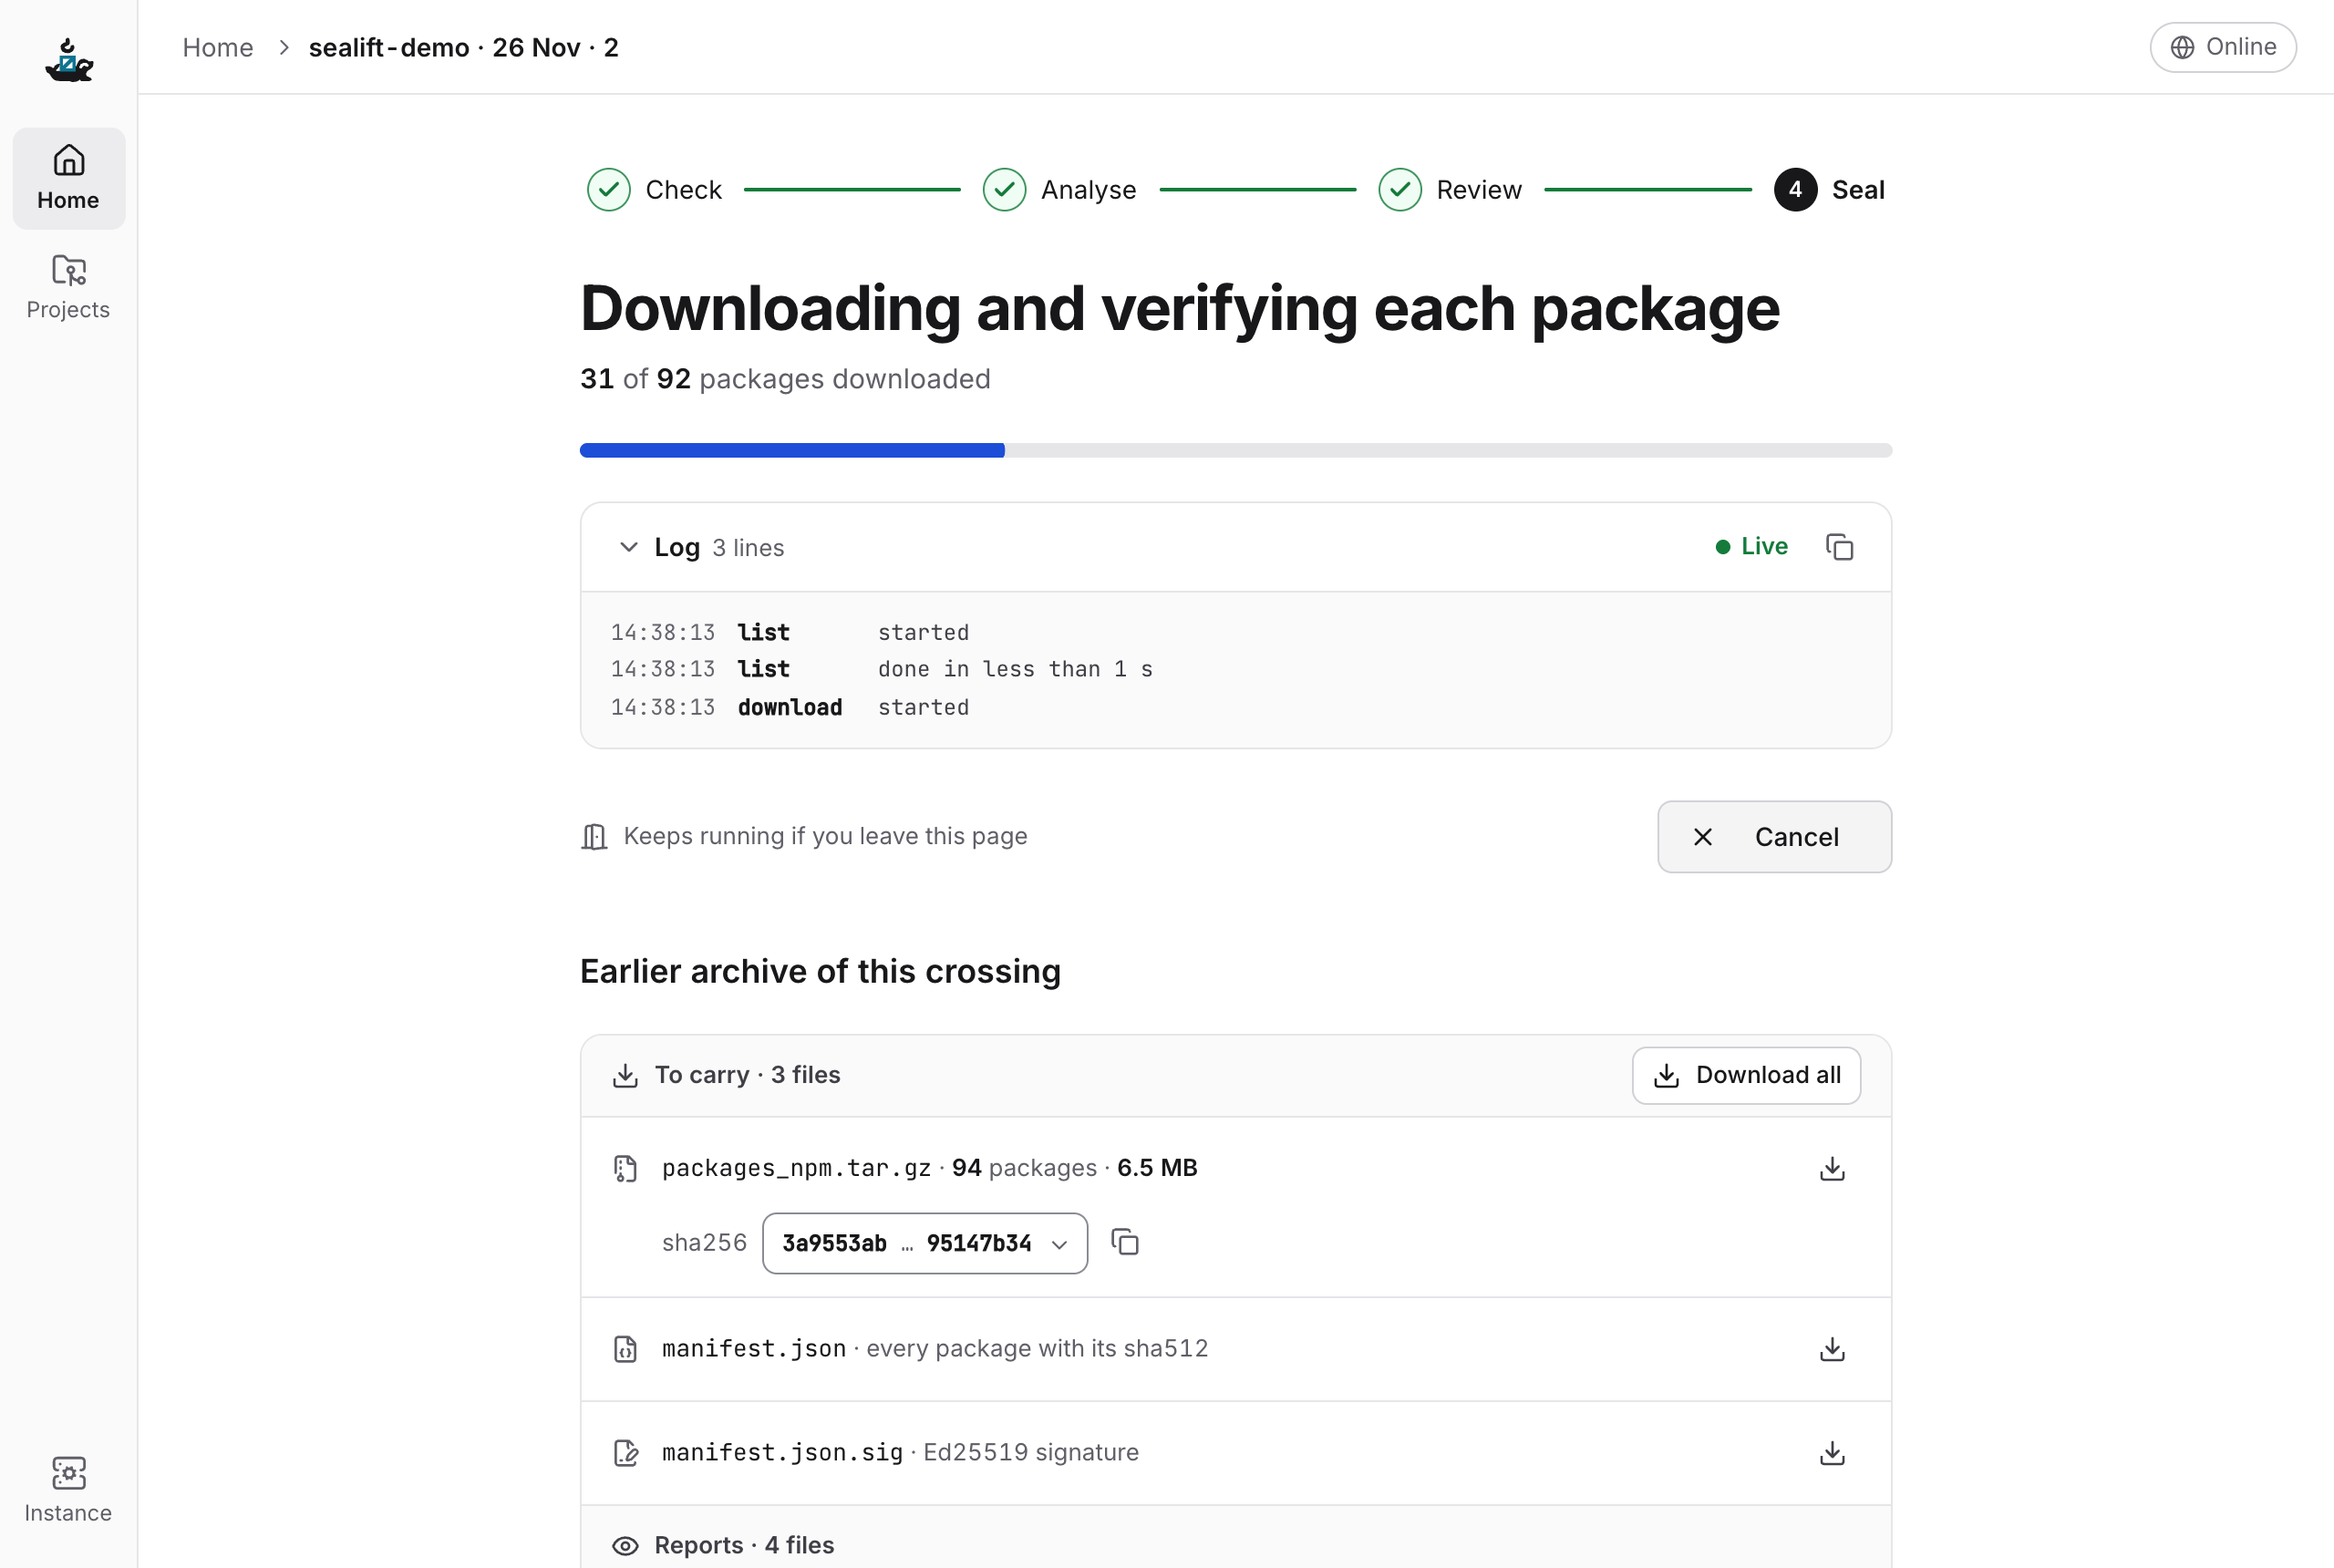 Home > sealift-demo · 26 Nov · 2
Online
Home
Projects
Instance
Check
Analyse
Review
4 Seal
Downloading and verifying each package
31 of 92 packages downloaded
Log 3 lines
Live
14:38:13 list started
14:38:13 list done in less than 1 s
14:38:13 download started
Keeps running if you leave this page
Cancel
Earlier archive of this crossing
To carry · 3 files
Download all
packages_npm.tar.gz · 94 packages · 6.5 MB
sha256 3a9553ab … 95147b34
manifest.json · every package with its sha512
manifest.json.sig · Ed25519 signature
Reports · 4 files